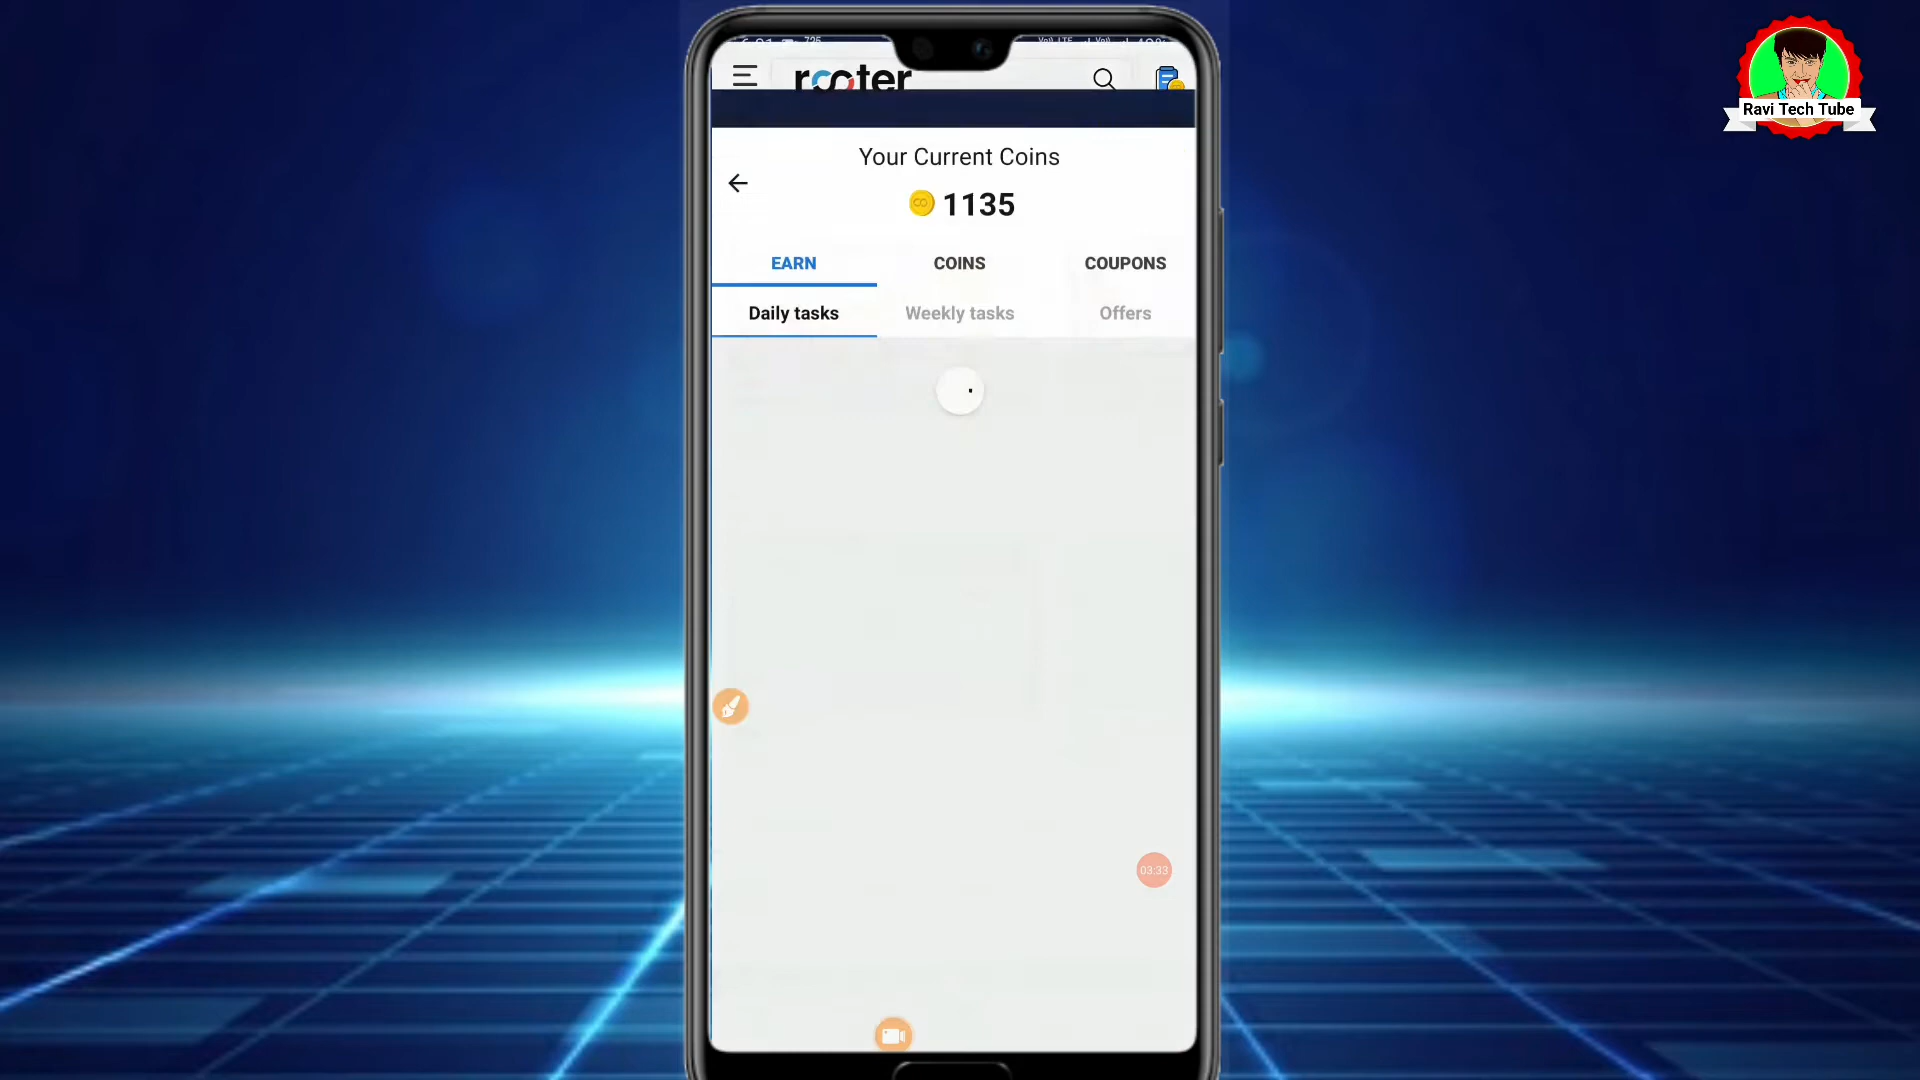 Ravi Tech Tube
rooter
Your Current Coins
1135
EARN COINS COUPONS
Daily tasks Weekly tasks Offers
03:33